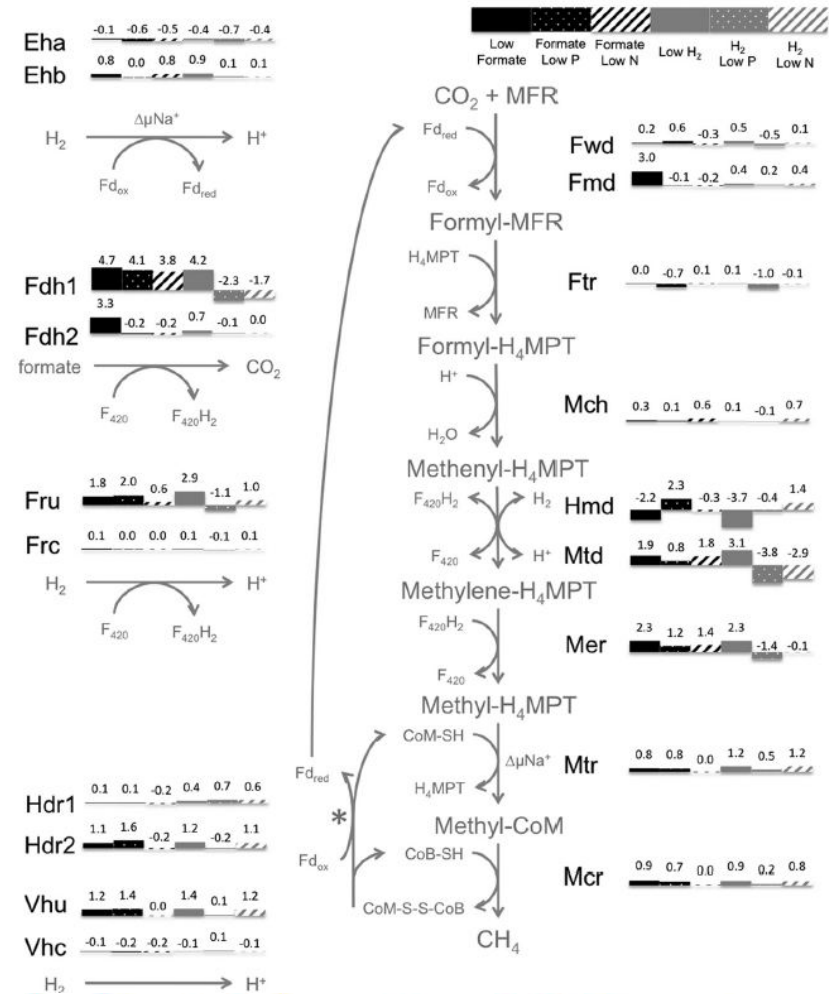 Low Formate
Formate Low P
Formate Low N
Low H₂
H₂ Low P
H₂ Low N
Eha -0.1 -0.6 -0.5 -0.4 -0.7 -0.4
Ehb 0.8 0.0 0.8 0.9 0.1 0.1
ΔμNa⁺
H₂ H⁺
Fd_ox Fd_red
Fdh1 4.7 4.1 3.8 4.2 -2.3 -1.7
Fdh2 3.3 -0.2 -0.2 0.7 -0.1 0.0
formate CO₂
F₄₂₀ F₄₂₀H₂
Fru 1.8 2.0 0.6 2.9 -1.1 1.0
Frc 0.1 0.0 0.0 0.1 -0.1 0.1
H₂ H⁺
F₄₂₀ F₄₂₀H₂
Hdr1 0.1 0.1 -0.2 0.4 0.7 0.6
Hdr2 1.1 1.6 -0.2 1.2 -0.2 1.1
Vhu 1.2 1.4 0.0 1.4 0.1 1.2
Vhc -0.1 -0.2 -0.2 -0.1 0.1 -0.1
H₂ H⁺
CO₂ + MFR
Fd_red
Fd_ox
Formyl-MFR
H₄MPT
MFR
Formyl-H₄MPT
H⁺
H₂O
Methenyl-H₄MPT
F₄₂₀H₂ H₂
F₄₂₀ H⁺
Methylene-H₄MPT
F₄₂₀H₂
F₄₂₀
Methyl-H₄MPT
CoM-SH
ΔμNa⁺
H₄MPT
Fd_red
*
Fd_ox
Methyl-CoM
CoB-SH
CoM-S-S-CoB
CH₄
Fwd 0.2 0.6 -0.3 0.5 -0.5 0.1
Fmd 3.0 -0.1 -0.2 0.4 0.2 0.4
Ftr 0.0 -0.7 0.1 0.1 -1.0 -0.1
Mch 0.3 0.1 0.6 0.1 -0.1 0.7
Hmd -2.2 2.3 -0.3 -3.7 -0.4 1.4
Mtd 1.9 0.8 1.8 3.1 -3.8 -2.9
Mer 2.3 1.2 1.4 2.3 -1.4 -0.1
Mtr 0.8 0.8 0.0 1.2 0.5 1.2
Mcr 0.9 0.7 0.0 0.9 0.2 0.8